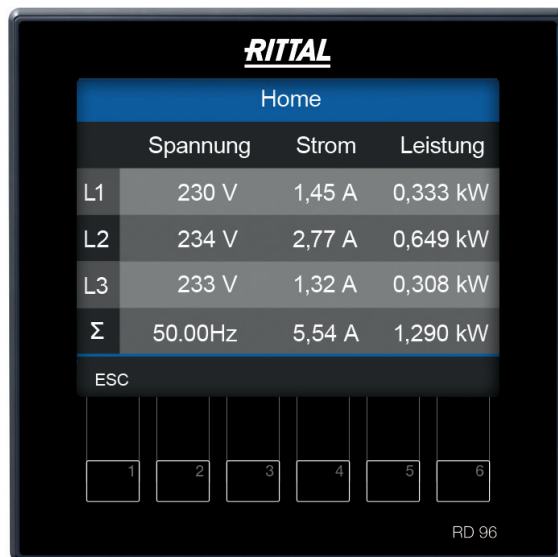 RITTAL
Home
Spannung Strom Leistung
L1 230 V 1,45 A 0,333 kW
L2 234 V 2,77 A 0,649 kW
L3 233 V 1,32 A 0,308 kW
Σ 50.00Hz 5,54 A 1,290 kW
ESC
1 2 3 4 5 6
RD 96